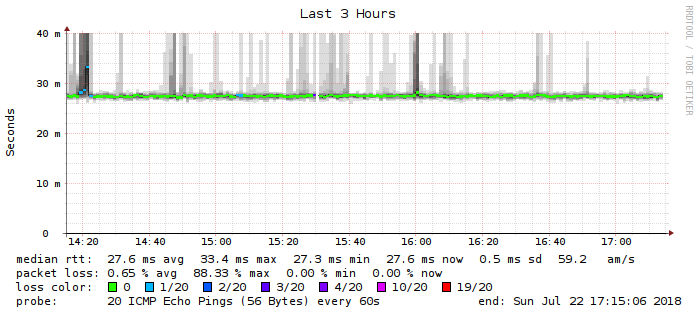 Last 3 Hours
RRDTOOL / TOBI OETIKER
Seconds
40 m
30 m
20 m
10 m
0
14:20 14:40 15:00 15:20 15:40 16:00 16:20 16:40 17:00
median rtt: 27.6 ms avg 33.4 ms max 27.3 ms min 27.6 ms now 0.5 ms sd 59.2 am/s
packet loss: 0.65 % avg 88.33 % max 0.00 % min 0.00 % now
loss color: 0 1/20 2/20 3/20 4/20 10/20 19/20
probe: 20 ICMP Echo Pings (56 Bytes) every 60s end: Sun Jul 22 17:15:06 2018